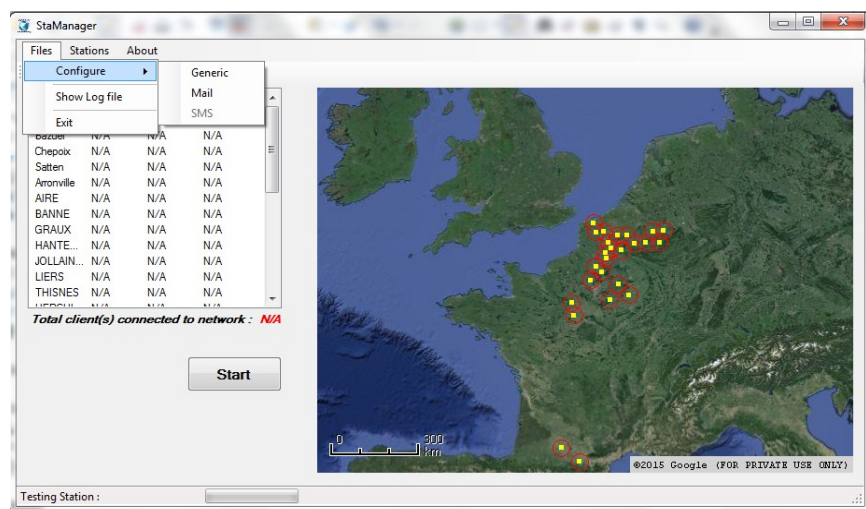 StaManager
Files Stations About
Configure Generic
Mail
Show Log file
SMS
Exit
Bazuel N/A N/A N/A
Chepoix N/A N/A N/A
Satten N/A N/A N/A
Arronville N/A N/A N/A
AIRE N/A N/A N/A
BANNE N/A N/A N/A
GRAUX N/A N/A N/A
HANTE... N/A N/A N/A
JOLLAIN... N/A N/A N/A
LIERS N/A N/A N/A
THISNES N/A N/A N/A
N/A N/A N/A
Total client(s) connected to network : N/A
Start
0 300
km
©2015 Google (FOR PRIVATE USE ONLY)
Testing Station :